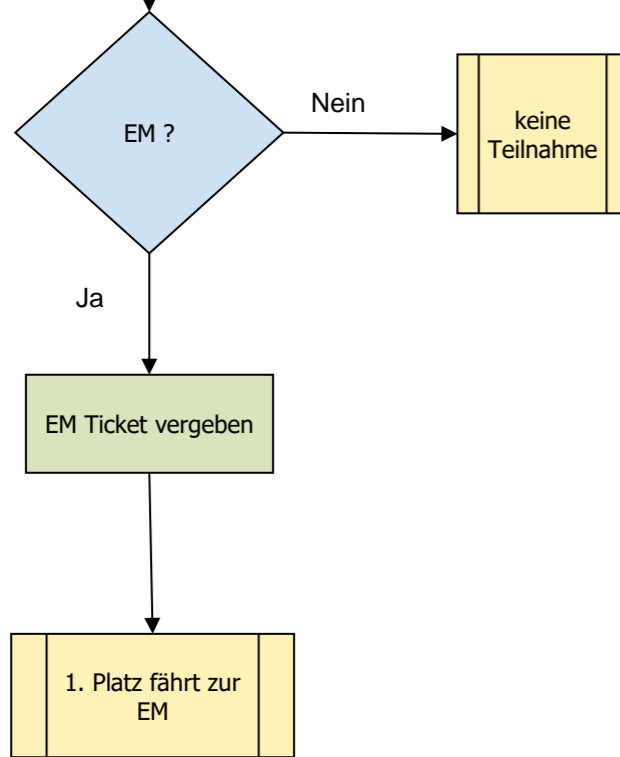 EM ?
Nein
keine
Teilnahme
Ja
EM Ticket vergeben
1. Platz fährt zur
EM